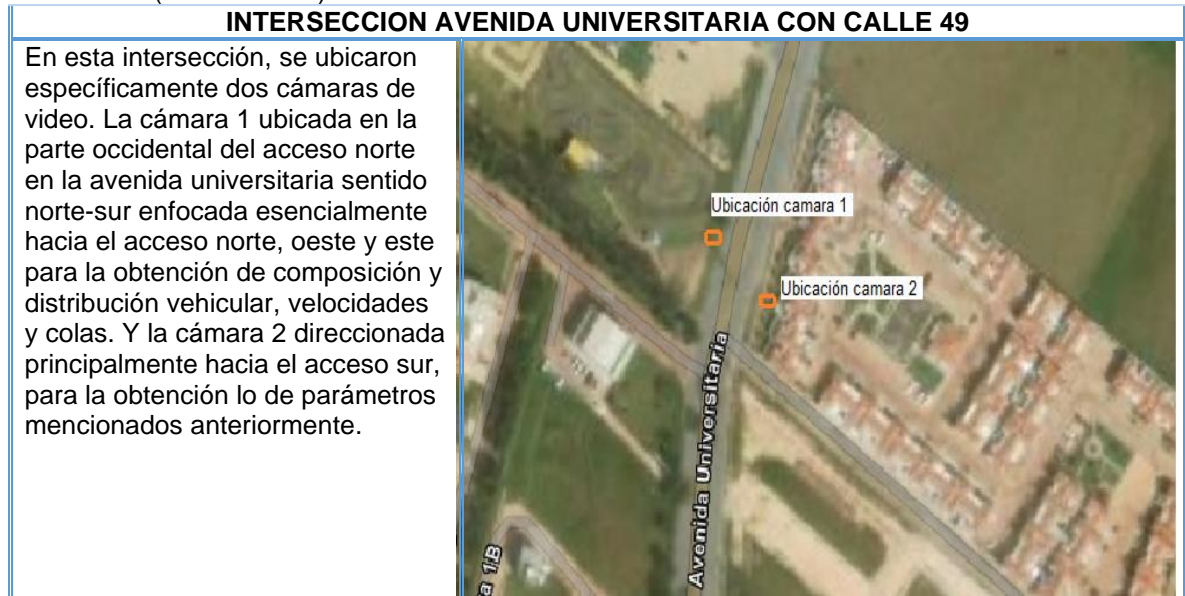 INTERSECCION AVENIDA UNIVERSITARIA CON CALLE 49
En esta intersección, se ubicaron
específicamente dos cámaras de
video. La cámara 1 ubicada en la
parte occidental del acceso norte
en la avenida universitaria sentido
norte-sur enfocada esencialmente
hacia el acceso norte, oeste y este
para la obtención de composición y
distribución vehicular, velocidades
y colas. Y la cámara 2 direccionada
principalmente hacia el acceso sur,
para la obtención lo de parámetros
mencionados anteriormente.
Ubicación camara 1
Ubicación camara 2
Avenida Universitaria
a 1B